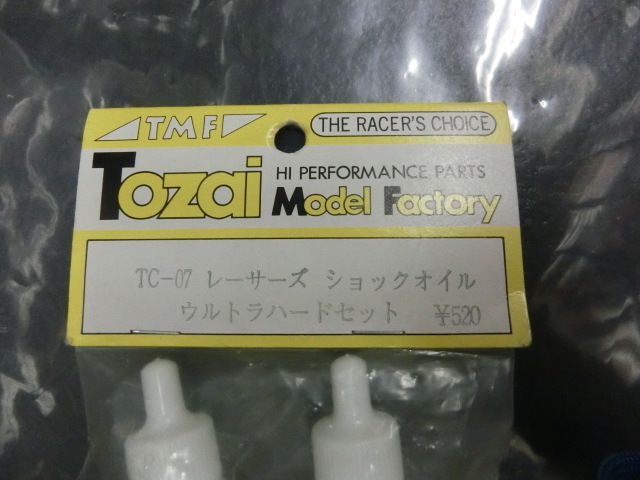 TMF THE RACER'S CHOICE
Tozai HI PERFORMANCE PARTS
Model Factory
TC-07 レーサーズ ショックオイル
ウルトラハードセット ¥520